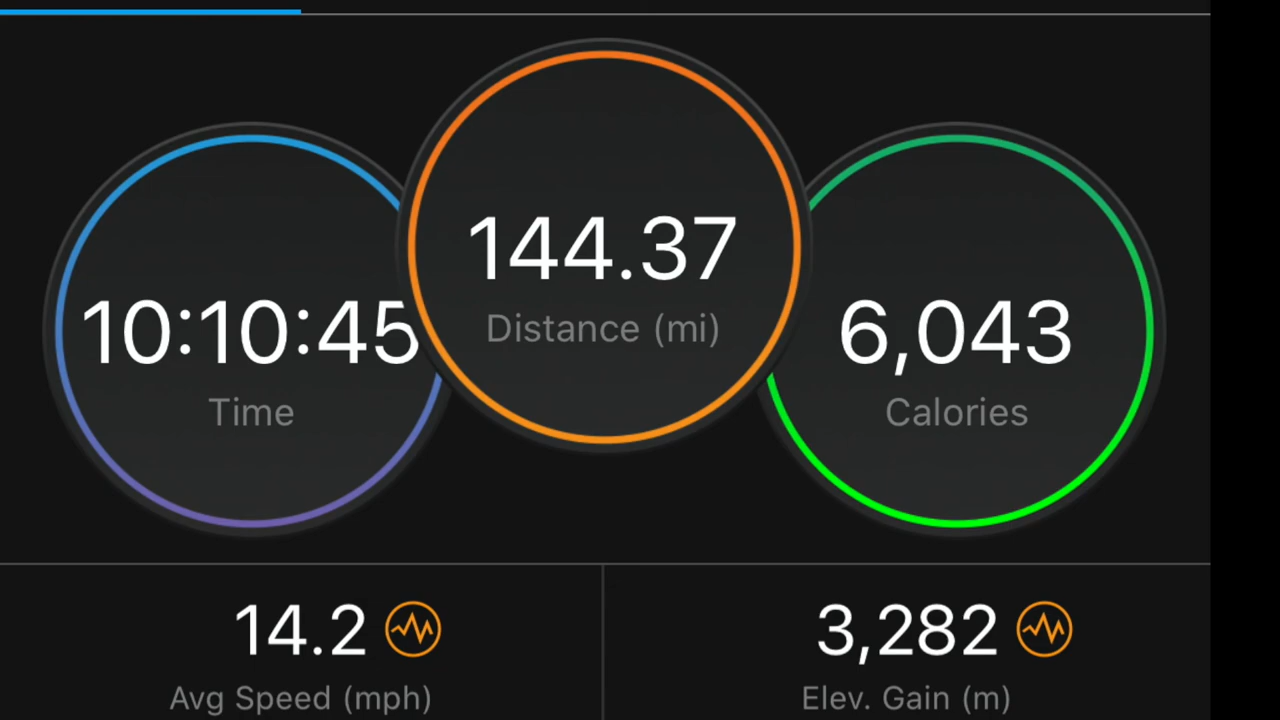 144.37
Distance (mi)
10:10:45
Time
6,043
Calories
14.2
Avg Speed (mph)
3,282
Elev. Gain (m)